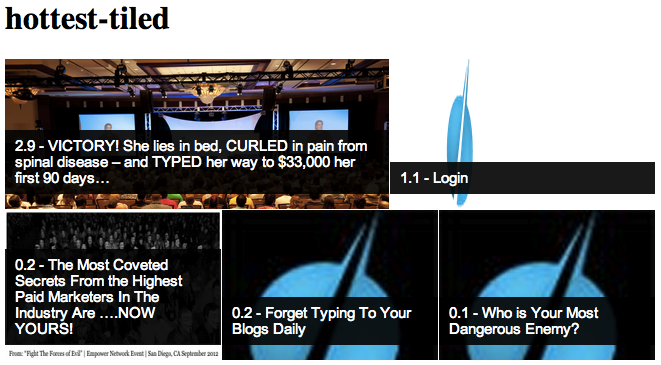 hottest-tiled
2.9 - VICTORY! She lies in bed, CURLED in pain from
spinal disease – and TYPED her way to $33,000 her
first 90 days…
1.1 - Login
0.2 - The Most Coveted
Secrets From the Highest
Paid Marketers In The
Industry Are ….NOW
YOURS!
From: "Fight The Forces of Evil" | Empower Network Event | San Diego, CA September 2012
0.2 - Forget Typing To Your
Blogs Daily
0.1 - Who is Your Most
Dangerous Enemy?